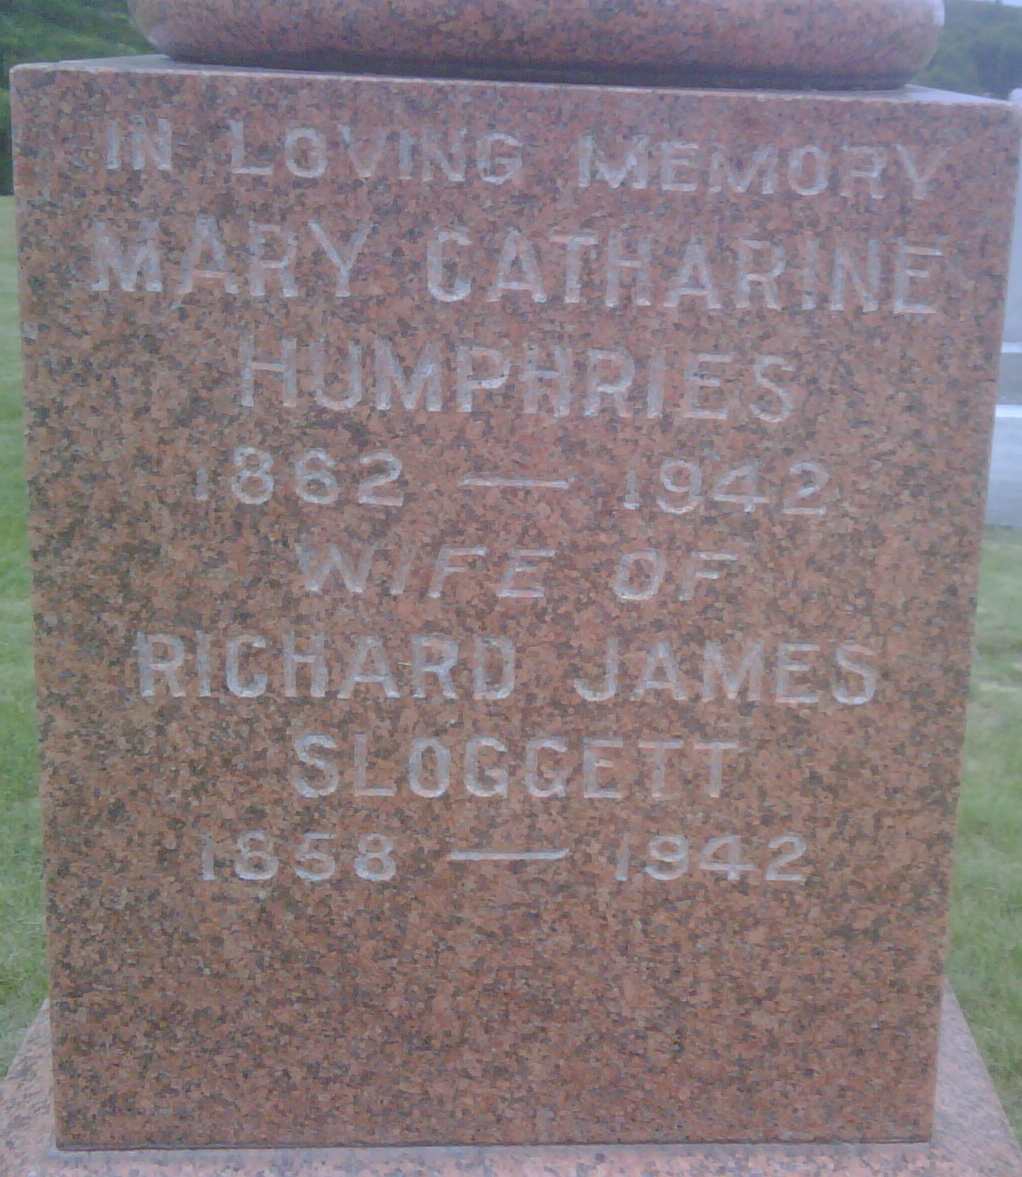 IN LOVING MEMORY
MARY CATHARINE
HUMPHRIES
1862 — 1942
WIFE OF
RICHARD JAMES
SLOGGETT
1858 — 1942